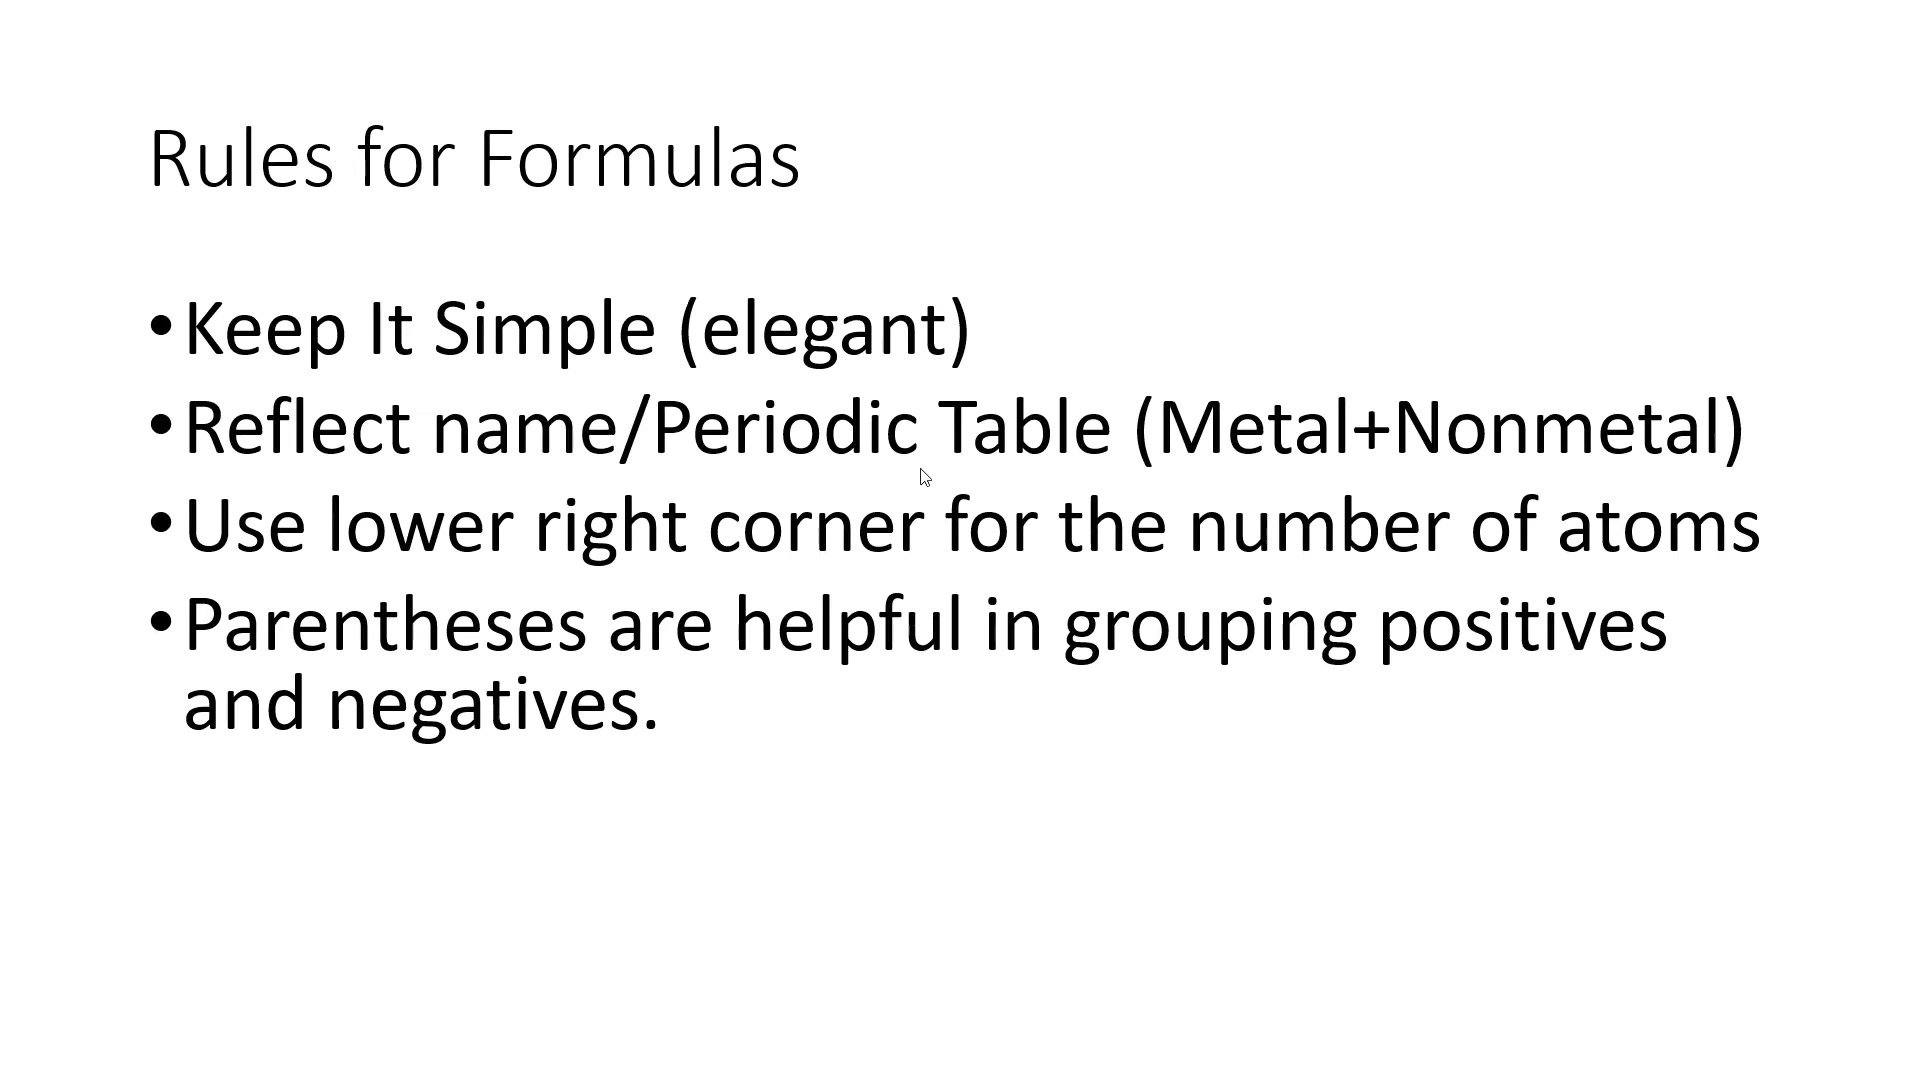 Rules for Formulas
•Keep It Simple (elegant)
•Reflect name/Periodic Table (Metal+Nonmetal)
•Use lower right corner for the number of atoms
•Parentheses are helpful in grouping positives
and negatives.